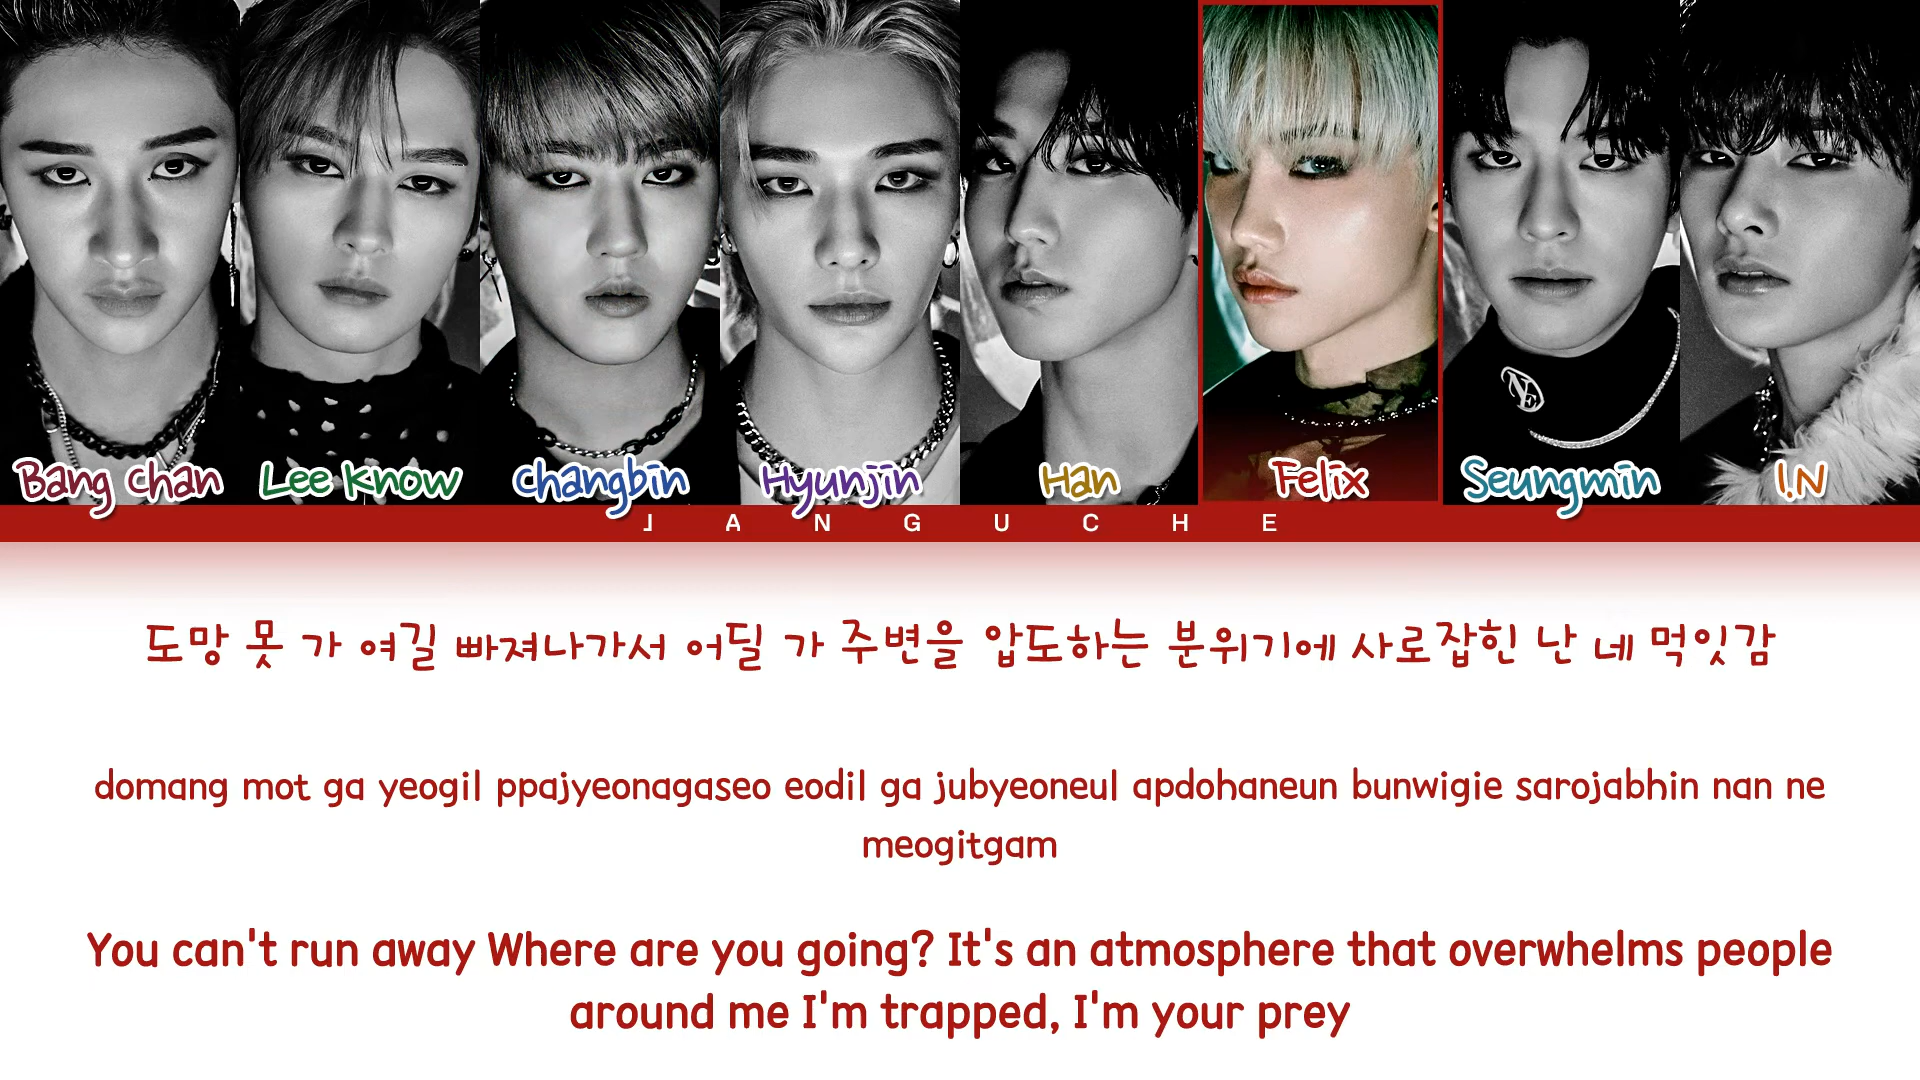 Bang Chan Lee Know Changbin Hyunjin Han Felix Seungmin I.N
JANGUCHE
도망 못 가 여길 빠져나가서 어딜 가 주변을 압도하는 분위기에 사로잡힌 난 네 먹잇감
domang mot ga yeogil ppajyeonagaseo eodil ga jubyeoneul apdohaneun bunwigie sarojabhin nan ne
meogitgam
You can't run away Where are you going? It's an atmosphere that overwhelms people
around me I'm trapped, I'm your prey